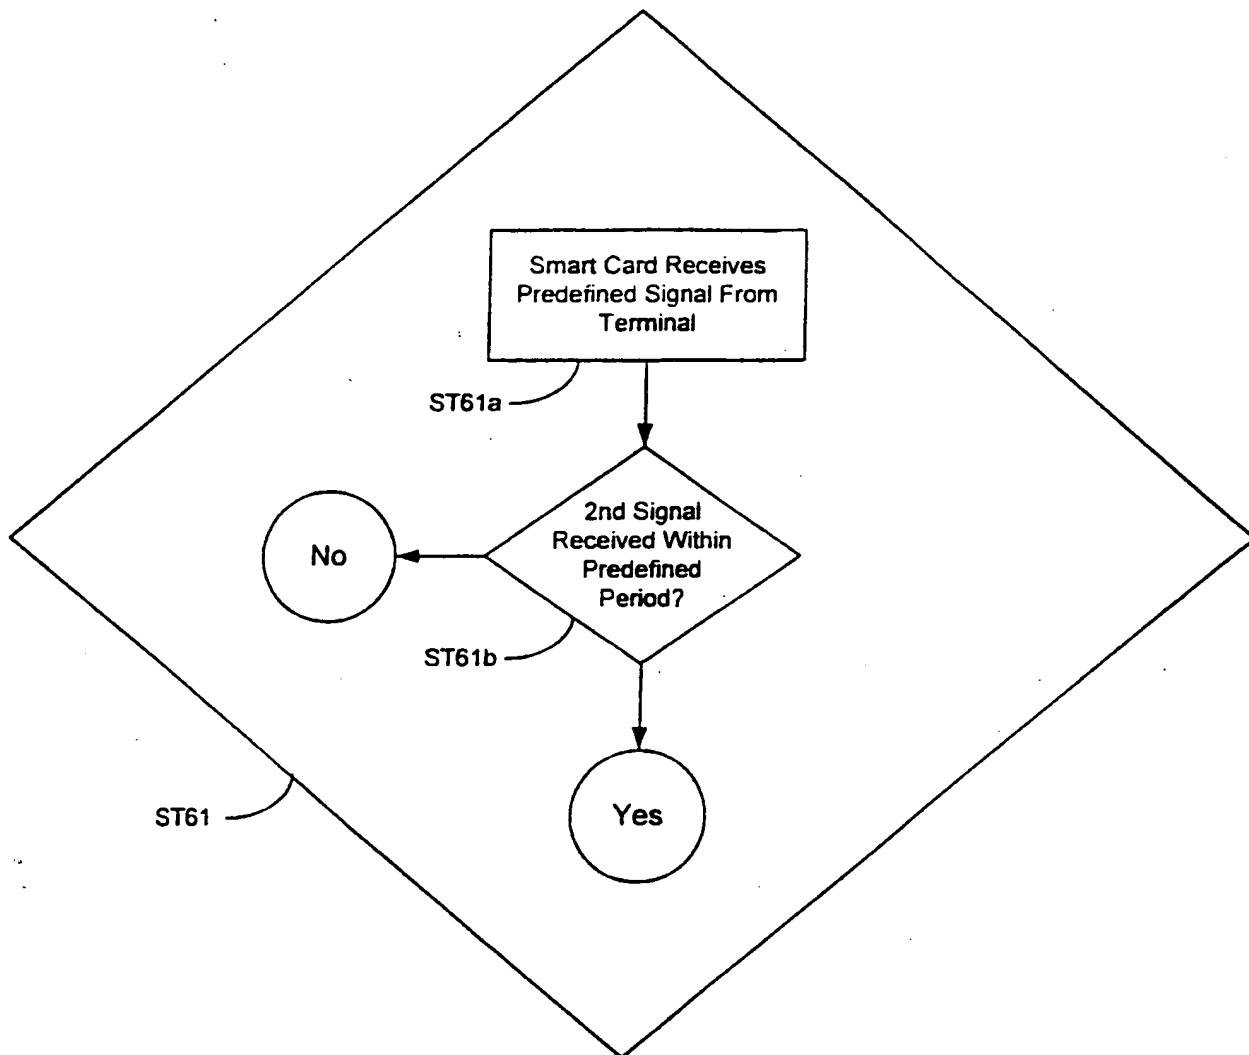 Smart Card Receives
Predefined Signal From
Terminal
ST61a
2nd Signal
Received Within
Predefined
Period?
No
ST61b
Yes
ST61